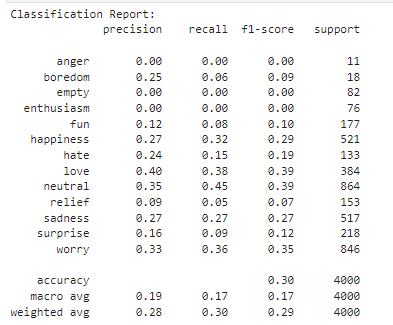 Classification Report:
precision recall f1-score support
anger 0.00 0.00 0.00 11
boredom 0.25 0.06 0.09 18
empty 0.00 0.00 0.00 82
enthusiasm 0.00 0.00 0.00 76
fun 0.12 0.08 0.10 177
happiness 0.27 0.32 0.29 521
hate 0.24 0.15 0.19 133
love 0.40 0.38 0.39 384
neutral 0.35 0.45 0.39 864
relief 0.09 0.05 0.07 153
sadness 0.27 0.27 0.27 517
surprise 0.16 0.09 0.12 218
worry 0.33 0.36 0.35 846
accuracy 0.30 4000
macro avg 0.19 0.17 0.17 4000
weighted avg 0.28 0.30 0.29 4000